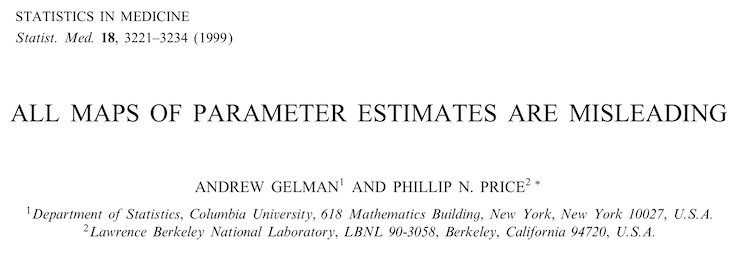 STATISTICS IN MEDICINE
Statist. Med. 18, 3221–3234 (1999)
ALL MAPS OF PARAMETER ESTIMATES ARE MISLEADING
ANDREW GELMAN¹ AND PHILLIP N. PRICE² *
¹Department of Statistics, Columbia University, 618 Mathematics Building, New York, New York 10027, U.S.A.
²Lawrence Berkeley National Laboratory, LBNL 90-3058, Berkeley, California 94720, U.S.A.